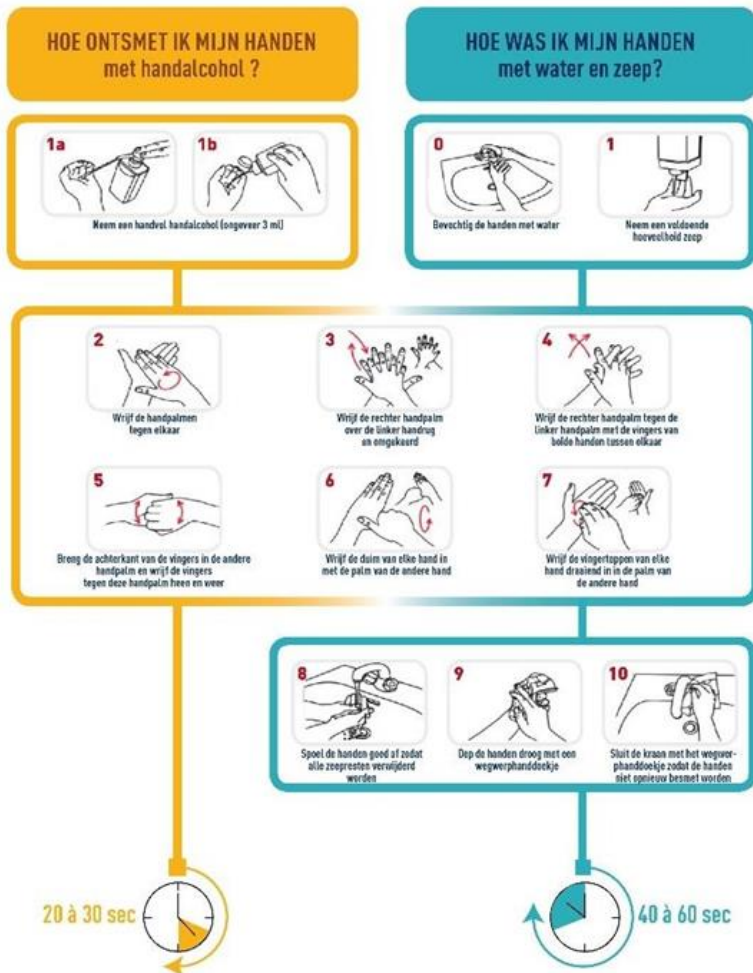 HOE ONTSMET IK MIJN HANDEN
met handalcohol ?
HOE WAS IK MIJN HANDEN
met water en zeep?
1a
1b
Neem een handvol handalcohol (ongeveer 3 ml)
0
Bevochtig de handen met water
1
Neem een voldoende
hoeveelheid zeep
2
Wrijf de handpalmen
tegen elkaar
3
Wrijf de rechter handpalm
over de linker handrug
en omgekeerd
4
Wrijf de rechter handpalm tegen de
linker handpalm met de vingers van
beide handen tussen elkaar
5
Breng de achterkant van de vingers in de andere
handpalm en wrijf de vingers
tegen deze handpalm heen en weer
6
Wrijf de duim van elke hand in
met de palm van de andere hand
7
Wrijf de vingertoppen van elke
hand draaiend in in de palm van
de andere hand
8
Spoel de handen goed af zodat
alle zeepresten verwijderd
worden
9
Dep de handen droog met een
wegwerphanddoekje
10
Sluit de kraan met het wegwer-
phanddoekje zodat de handen
niet opnieuw besmet worden
20 à 30 sec
40 à 60 sec